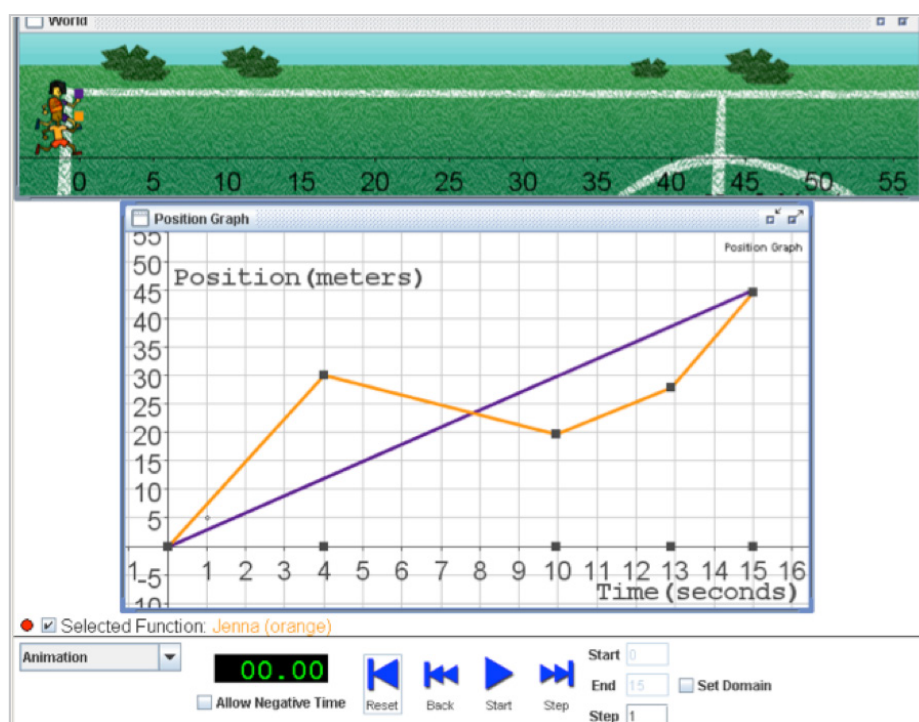 World
0 5 10 15 20 25 30 35 40 45 50 55
Position Graph
Position Graph
Position(meters)
55
50
45
40
35
30
25
20
15
10
5
-5
-10
1 1 2 3 4 5 6 7 8 9 10 11 12 13 14 15 16
Time(seconds)
Selected Function: Jenna (orange)
Animation
00.00
Allow Negative Time
Reset Back Start Step
Start 0
End 15
Set Domain
Step 1